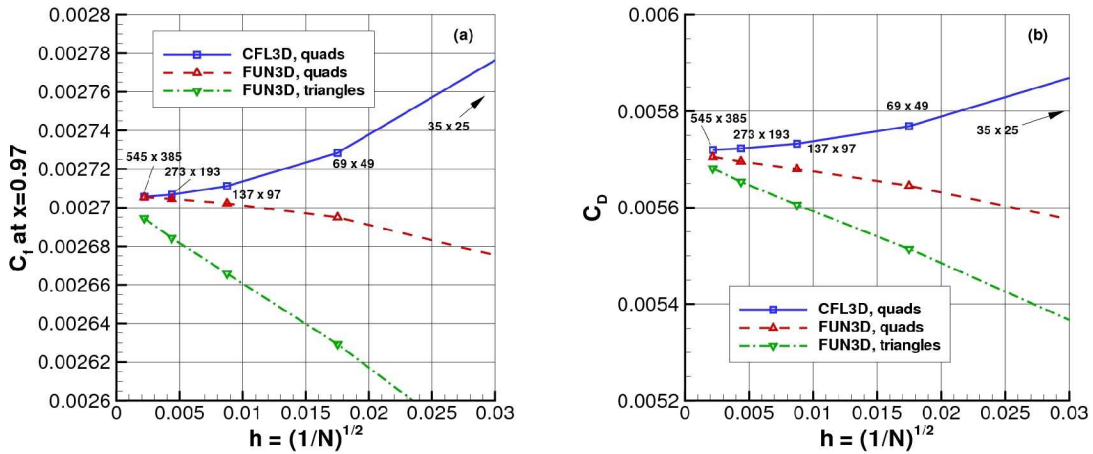 0.0028
0.00278
0.00276
0.00274
0.00272
0.0027
0.00268
0.00266
0.00264
0.00262
0.0026
C_f at x=0.97
(a)
CFL3D, quads
FUN3D, quads
FUN3D, triangles
35 x 25
69 x 49
545 x 385
273 x 193
137 x 97
0 0.005 0.01 0.015 0.02 0.025 0.03
h = (1/N)^1/2
0.006
0.0058
0.0056
0.0054
0.0052
C_D
(b)
69 x 49
545 x 385
273 x 193
35 x 25
137 x 97
CFL3D, quads
FUN3D, quads
FUN3D, triangles
0 0.005 0.01 0.015 0.02 0.025 0.03
h = (1/N)^1/2